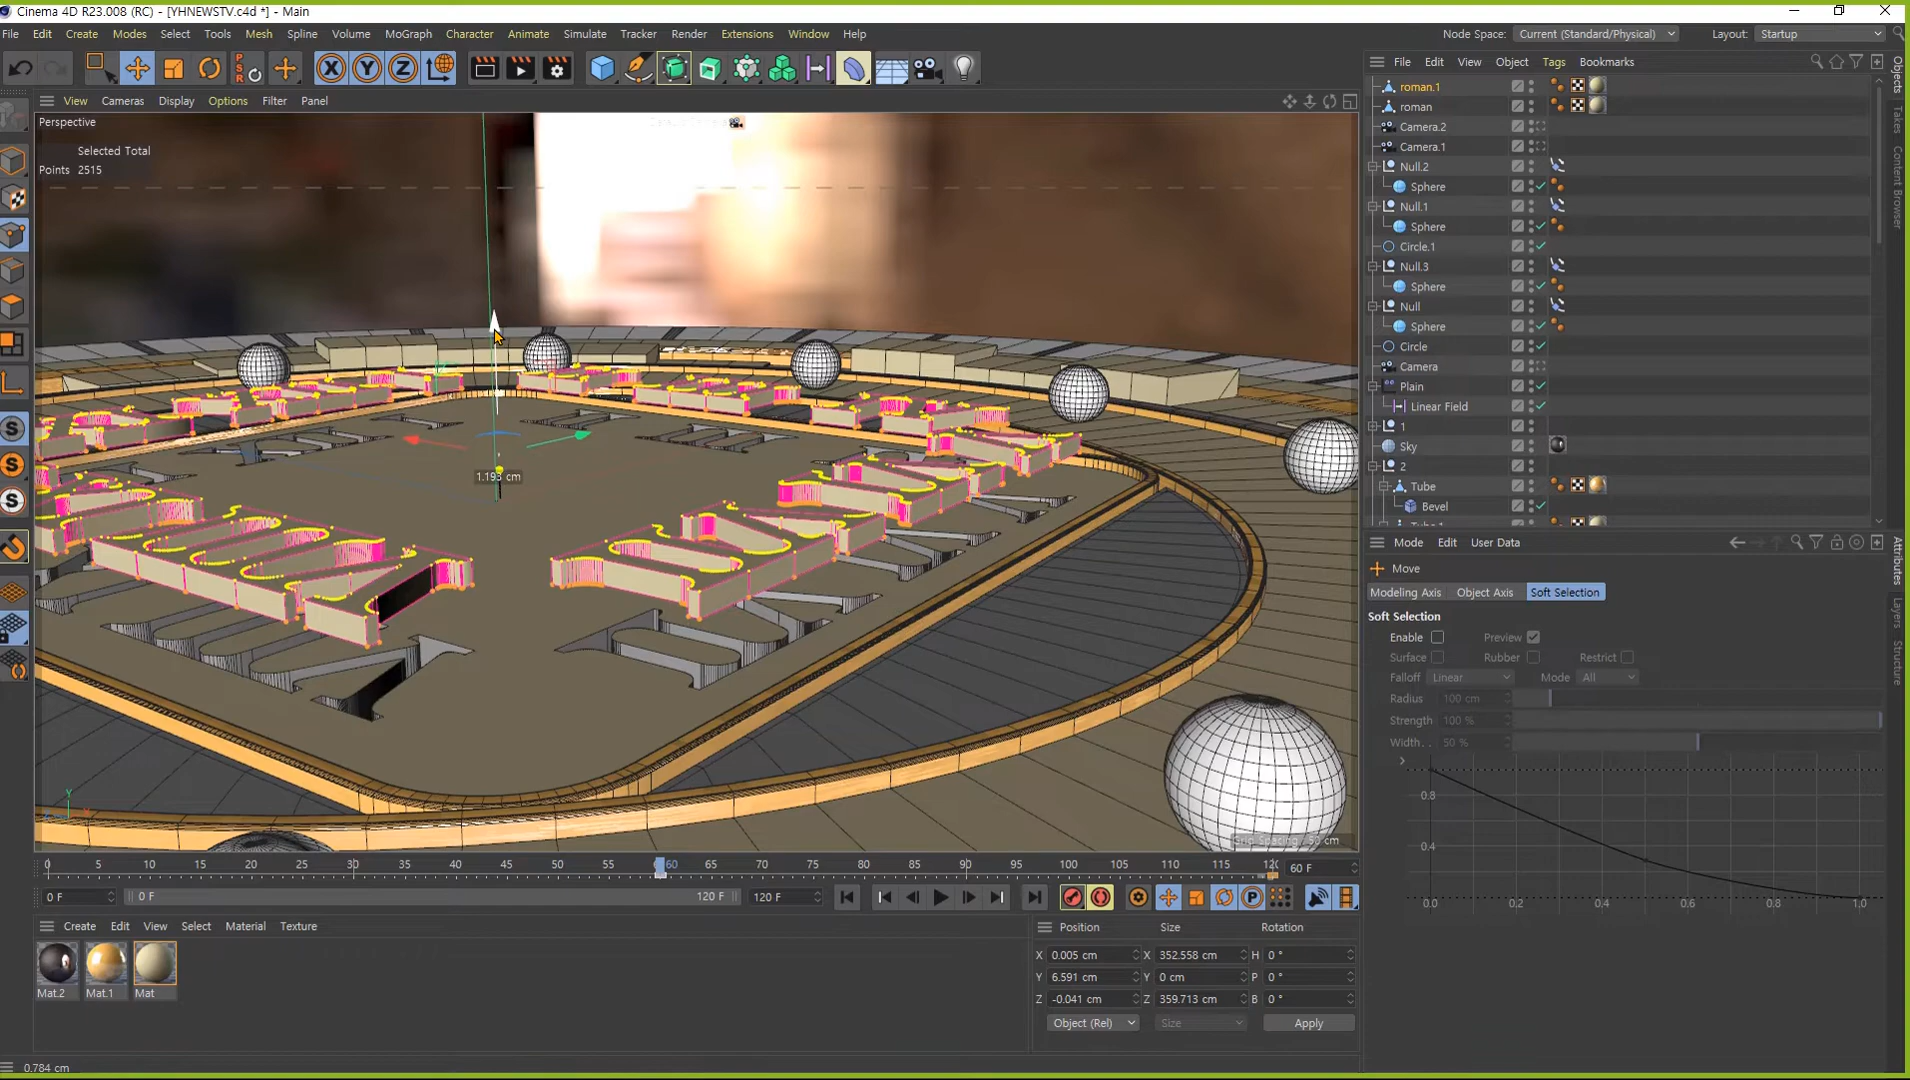 Cinema 4D R23.008 (RC) - [YHNEWSTV.c4d *] - Main
File Edit Create Modes Select Tools Mesh Spline Volume MoGraph Character Animate Simulate Tracker Render Extensions Window Help
Node Space: Current (Standard/Physical) Layout: Startup
P S R X Y Z
View Cameras Display Options Filter Panel
File Edit View Object Tags Bookmarks
Perspective
Selected Total
Points 2515
1.193 cm
roman.1
roman
Camera.2
Camera.1
Null.2
Sphere
Null.1
Sphere
Circle.1
Null.3
Sphere
Null
Sphere
Circle
Camera
Plain
Linear Field
1
Sky
2
Tube
Bevel
Objects
Takes
Content Browser
Mode Edit User Data
Move
Modeling Axis Object Axis Soft Selection
Soft Selection
Enable Preview
Surface Rubber Restrict
Falloff Linear Mode All
Radius 100 cm
Strength 100 %
Width . . 50 %
0.8
0.4
0.0 0.2 0.4 0.6 0.8 1.0
Attributes
Layers
Structure
0 5 10 15 20 25 30 35 40 45 50 55 60 65 70 75 80 85 90 95 100 105 110 115 60 F
0 F 0 F 120 F 120 F
Create Edit View Select Material Texture
Mat.2 Mat.1 Mat
Position Size Rotation
X 0.005 cm X 352.558 cm H 0 °
Y 6.591 cm Y 0 cm P 0 °
Z -0.041 cm Z 359.713 cm B 0 °
Object (Rel) Size Apply
0.784 cm